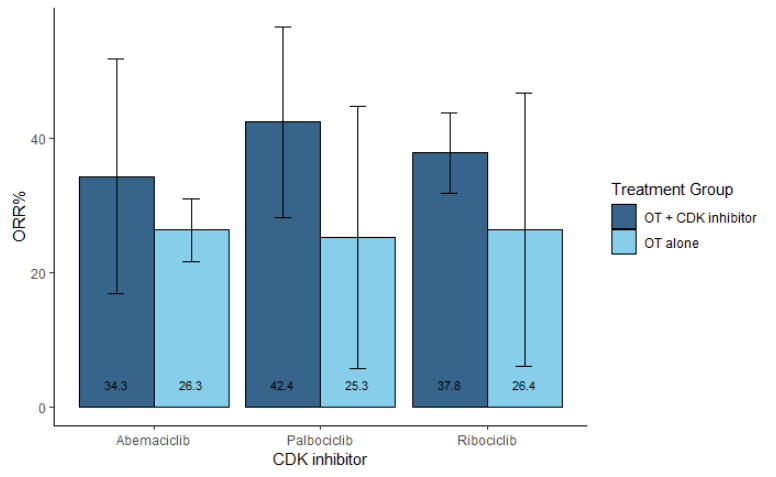 ORR%
40
20
0
34.3
26.3
42.4
25.3
37.8
26.4
Abemaciclib
Palbociclib
Ribociclib
CDK inhibitor
Treatment Group
OT + CDK inhibitor
OT alone